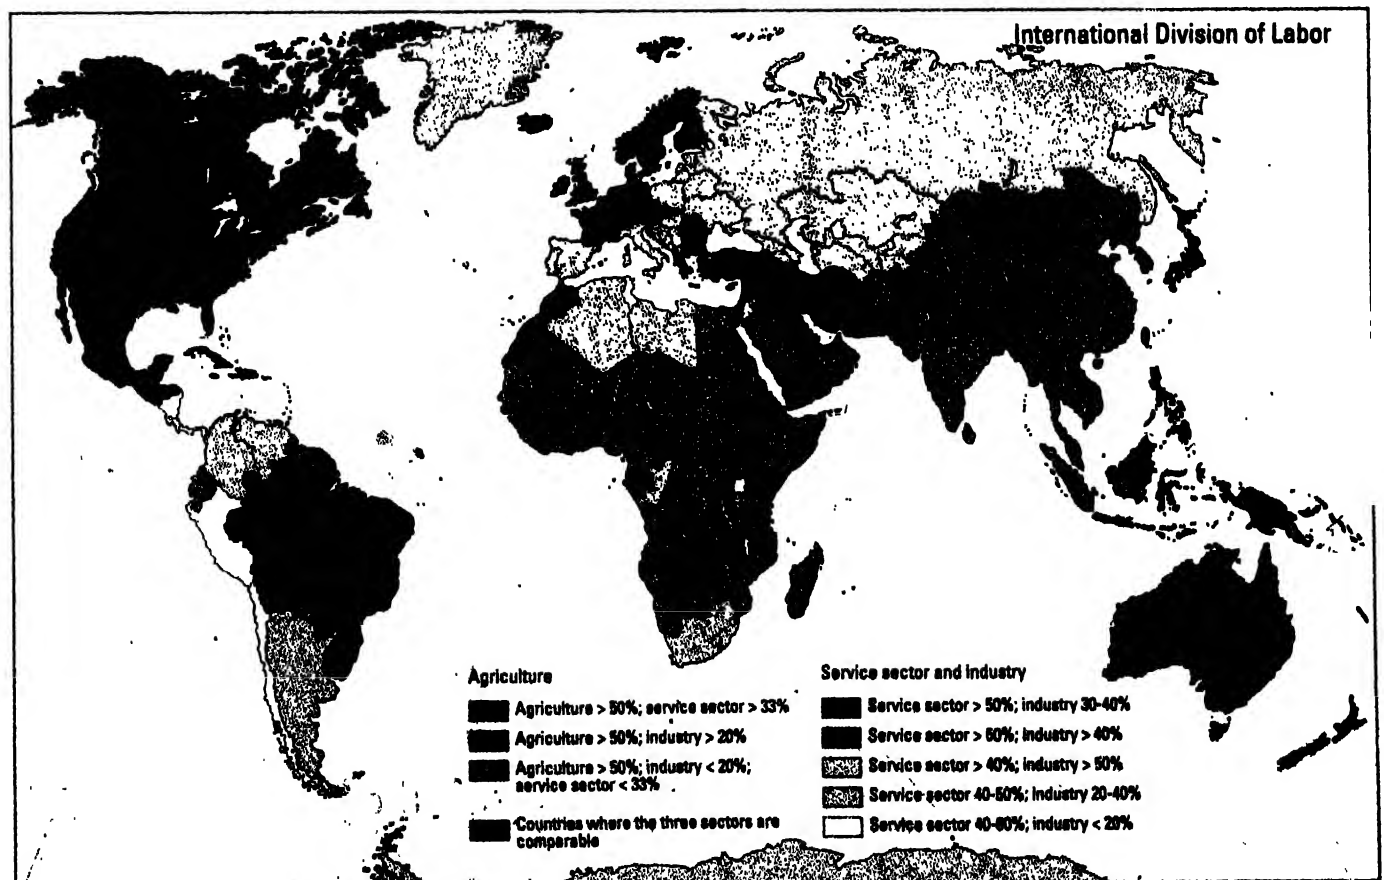 International Division of Labor
Agriculture
Agriculture > 50%; service sector > 33%
Agriculture > 50%; industry > 20%
Agriculture > 50%; industry < 20%;
service sector < 33%
Countries where the three sectors are
comparable
Service sector and industry
Service sector > 50%; industry 30-40%
Service sector > 50%; industry > 40%
Service sector > 40%; industry > 50%
Service sector 40-50%; industry 20-40%
Service sector 40-60%; industry < 20%